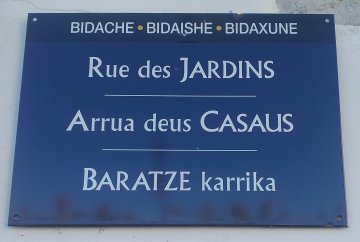 BIDACHE • BIDAISHE • BIDAXUNE
Rue des JARDINS
Arrua deus CASAUS
BARATZE karrika